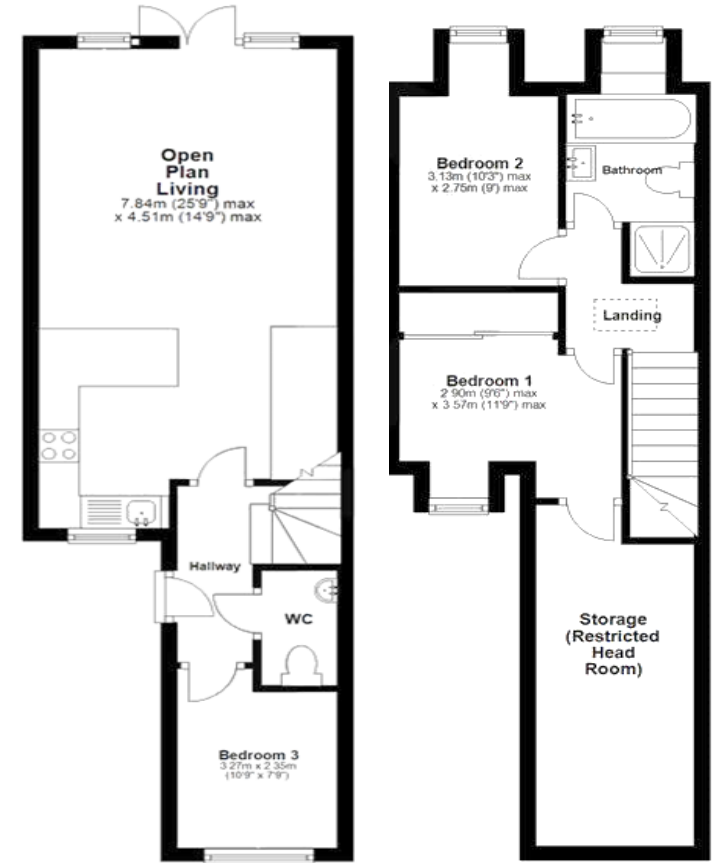 Open
Plan
Living
7.84m (25'9") max
x 4.51m (14'9") max
Hallway
WC
Bedroom 3
3.27m x 2.35m
(10'9" x 7'9")
Bedroom 2
3.13m (10'3") max
x 2.75m (9') max
Bathroom
Landing
Bedroom 1
2.90m (9'6") max
x 3.57m (11'9") max
Storage
(Restricted
Head
Room)